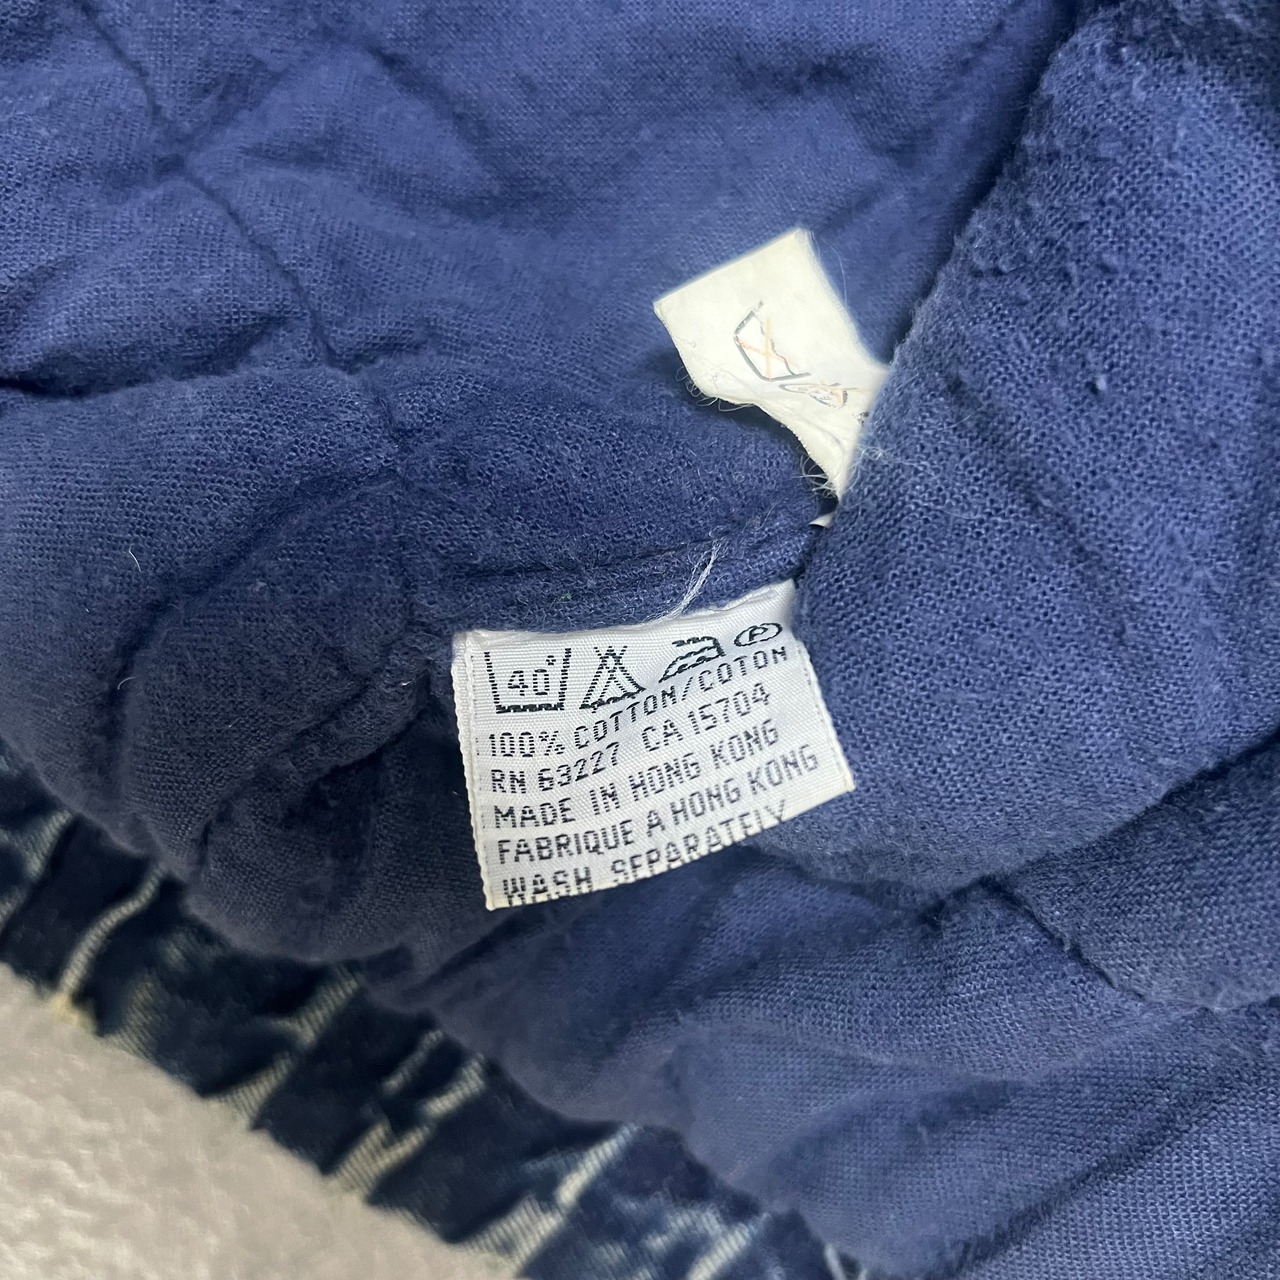 40°
P
100% COTTON/COTON
RN 63227 CA 15704
MADE IN HONG KONG
FABRIQUE A HONG KONG
WASH SEPARATELY